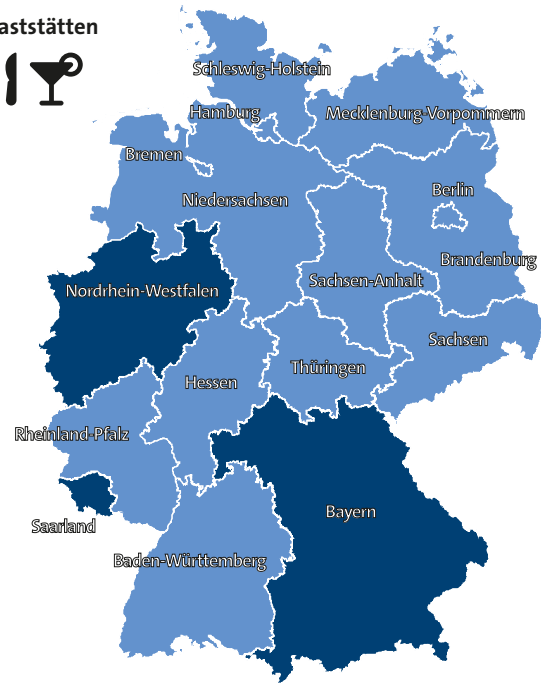 aststätten
Schleswig-Holstein
Hamburg
Mecklenburg-Vorpommern
Bremen
Berlin
Niedersachsen
Brandenburg
Sachsen-Anhalt
Nordrhein-Westfalen
Sachsen
Thüringen
Hessen
Rheinland-Pfalz
Bayern
Saarland
Baden-Württemberg